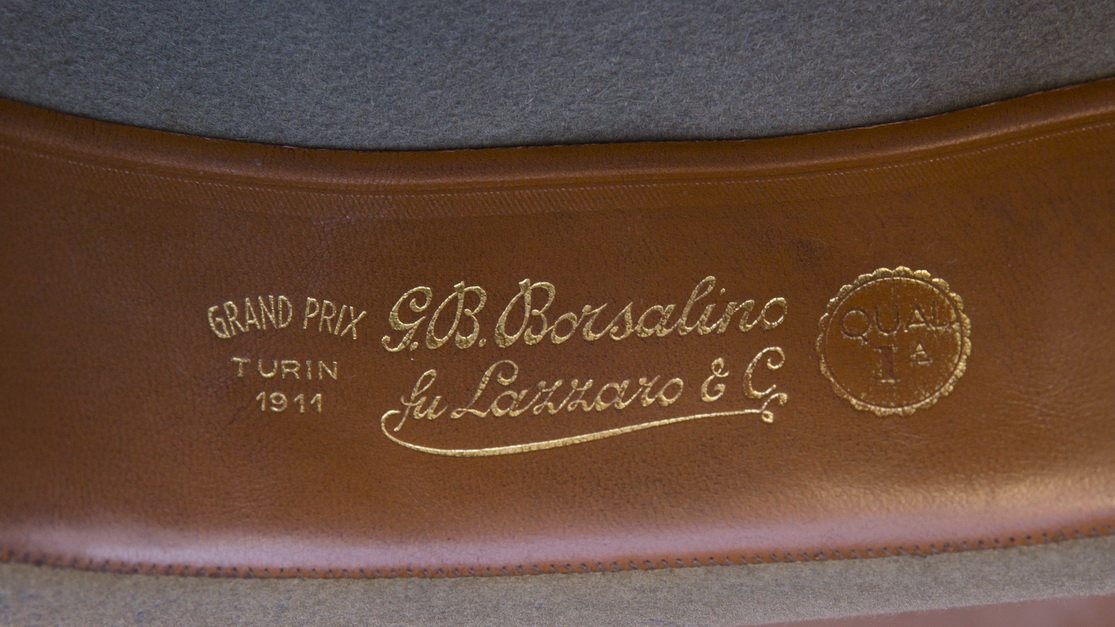 GRAND PRIX
TURIN
1911
G.B. Borsalino
fu Lazzaro & C.
QUAL
1A